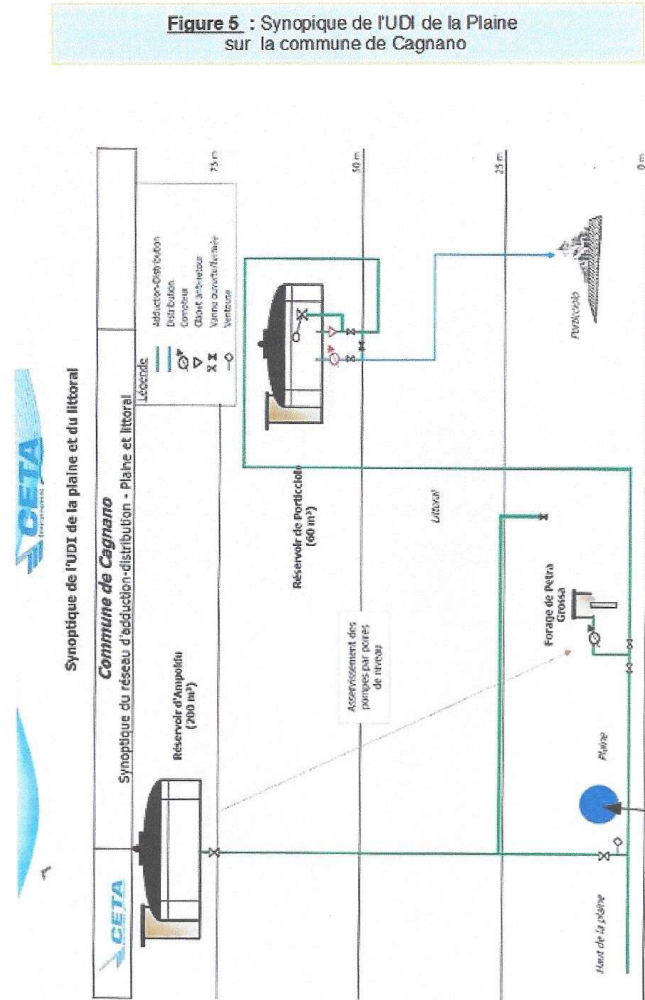 Figure 5 : Synopique de l'UDI de la Plaine
sur la commune de Cagnano
CETA
Environnement
Synoptique de l'UDI de la plaine et du littoral
CETA
Commune de Cagnano
Synoptique du réseau d'adduction-distribution - Plaine et littoral
Légende
Adduction-Distribution
Distribution
Compteur
Clapet anti-retour
Vanne ouverte/fermée
Ventouse
75 m
50 m
25 m
0 m
Réservoir d'Ampoldu
(200 m³)
Réservoir de Porticciolo
(60 m³)
Asservissement des
pompes par poires
de niveau
Littoral
Porticciolo
Forage de Petra
Grossa
Plaine
Haut de la plaine